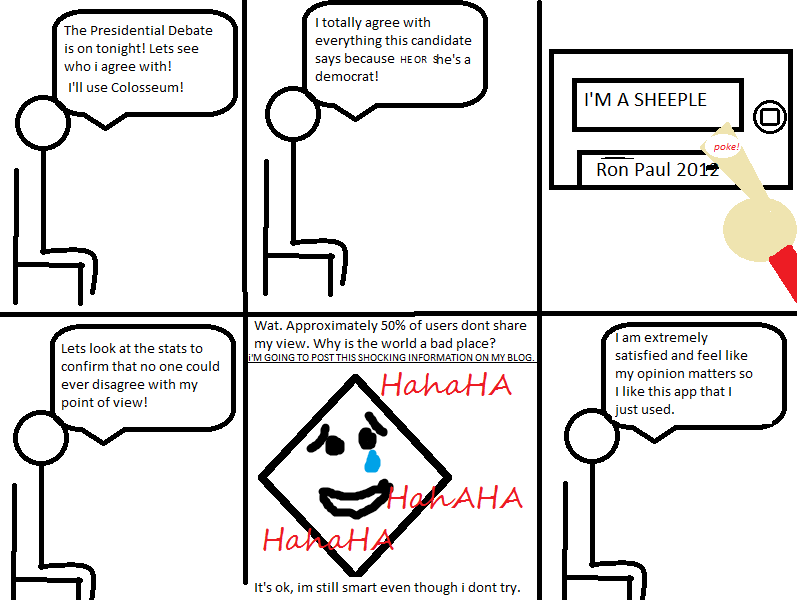 The Presidential Debate
is on tonight! Lets see
who i agree with!
I'll use Colosseum!
I totally agree with
everything this candidate
says because HE OR She's a
democrat!
I'M A SHEEPLE
poke!
Ron Paul 2012
Lets look at the stats to
confirm that no one could
ever disagree with my
point of view!
Wat. Approximately 50% of users dont share
my view. Why is the world a bad place?
i'M GOING TO POST THIS SHOCKING INFORMATION ON MY BLOG.
HahaHA
HahAHA
HahaHA
It's ok, im still smart even though i dont try.
I am extremely
satisfied and feel like
my opinion matters so
I like this app that I
just used.